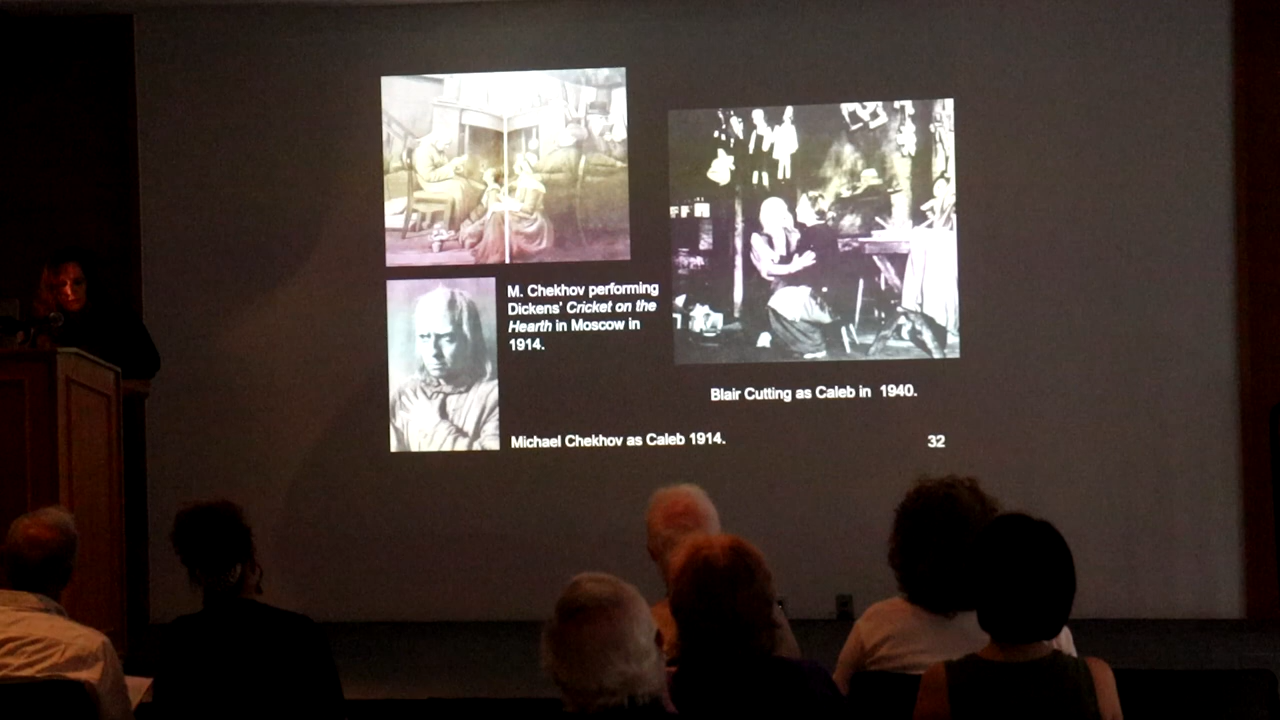 M. Chekhov performing
Dickens' Cricket on the
Hearth in Moscow in
1914.
Blair Cutting as Caleb in 1940.
Michael Chekhov as Caleb 1914.
32